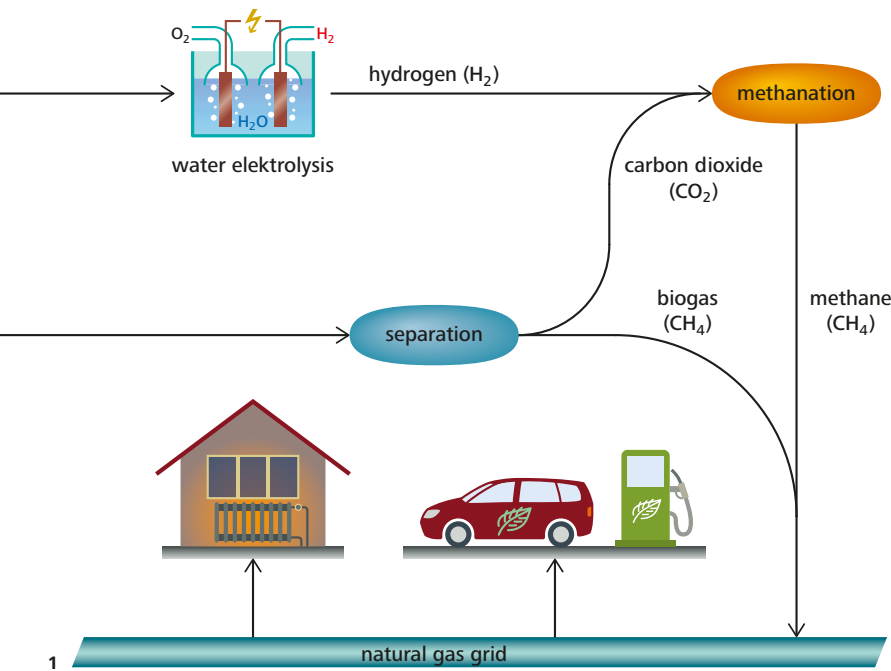 O₂
H₂
H₂O
water elektrolysis
hydrogen (H₂)
methanation
carbon dioxide
(CO₂)
separation
biogas
(CH₄)
methane
(CH₄)
natural gas grid
1